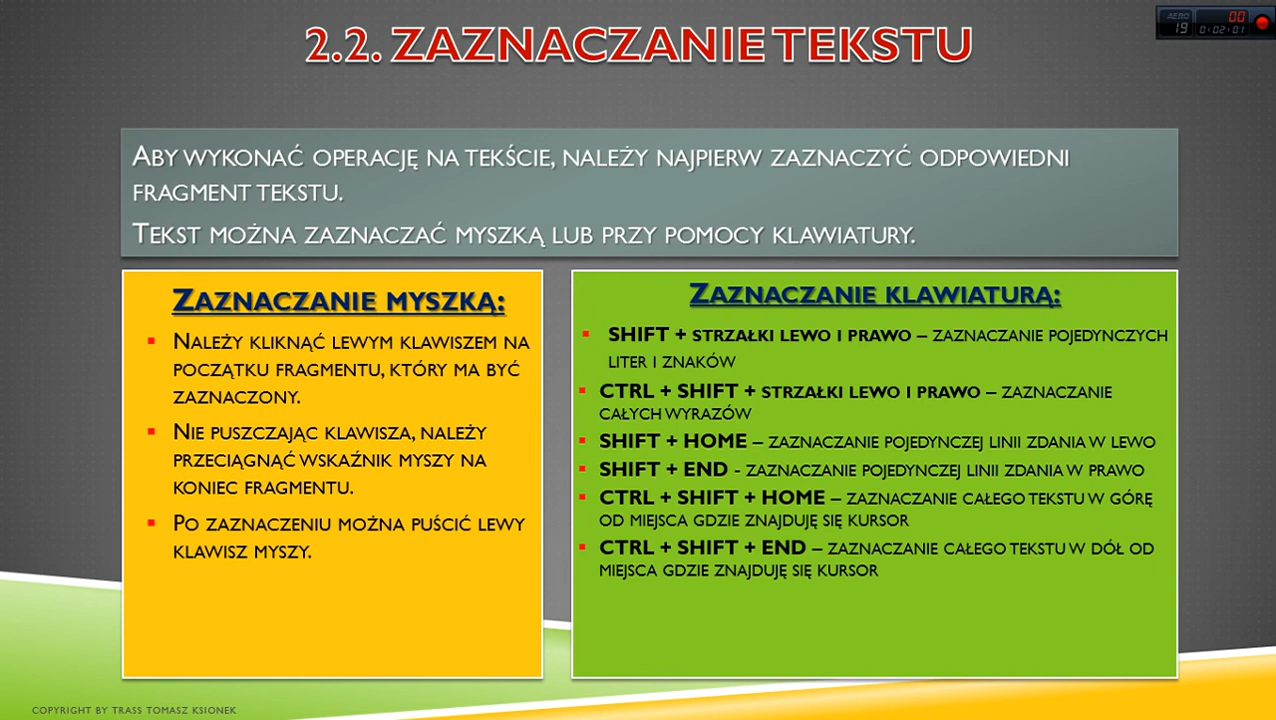 2.2. ZAZNACZANIE TEKSTU
AERO 00
19 0:02:01
ABY WYKONAĆ OPERACJĘ NA TEKŚCIE, NALEŻY NAJPIERW ZAZNACZYĆ ODPOWIEDNI
FRAGMENT TEKSTU.
TEKST MOŻNA ZAZNACZAĆ MYSZKĄ LUB PRZY POMOCY KLAWIATURY.
ZAZNACZANIE MYSZKĄ:
▪ NALEŻY KLIKNĄĆ LEWYM KLAWISZEM NA
POCZĄTKU FRAGMENTU, KTÓRY MA BYĆ
ZAZNACZONY.
▪ NIE PUSZCZAJĄC KLAWISZA, NALEŻY
PRZECIĄGNĄĆ WSKAŹNIK MYSZY NA
KONIEC FRAGMENTU.
▪ PO ZAZNACZENIU MOŻNA PUŚCIĆ LEWY
KLAWISZ MYSZY.
ZAZNACZANIE KLAWIATURĄ:
▪ SHIFT + STRZAŁKI LEWO I PRAWO – ZAZNACZANIE POJEDYNCZYCH
LITER I ZNAKÓW
▪ CTRL + SHIFT + STRZAŁKI LEWO I PRAWO – ZAZNACZANIE
CAŁYCH WYRAZÓW
▪ SHIFT + HOME – ZAZNACZANIE POJEDYNCZEJ LINII ZDANIA W LEWO
▪ SHIFT + END - ZAZNACZANIE POJEDYNCZEJ LINII ZDANIA W PRAWO
▪ CTRL + SHIFT + HOME – ZAZNACZANIE CAŁEGO TEKSTU W GÓRĘ
OD MIEJSCA GDZIE ZNAJDUJĘ SIĘ KURSOR
▪ CTRL + SHIFT + END – ZAZNACZANIE CAŁEGO TEKSTU W DÓŁ OD
MIEJSCA GDZIE ZNAJDUJĘ SIĘ KURSOR
COPYRIGHT BY TRASS TOMASZ KSIONEK